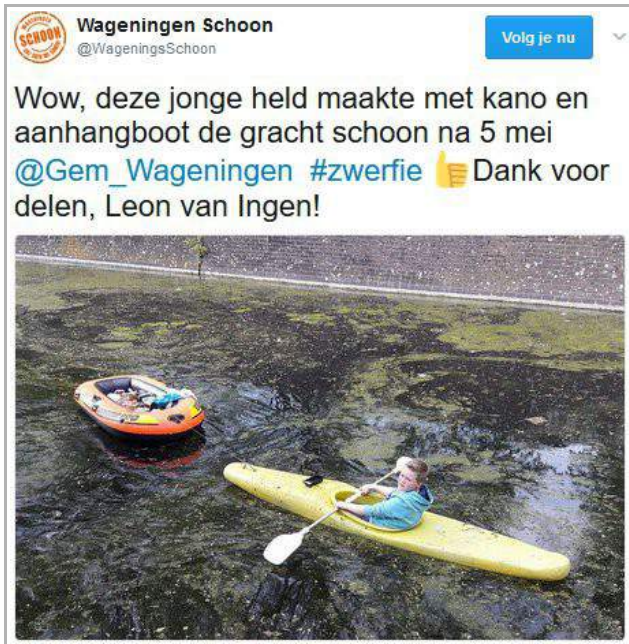 Wageningen Schoon
@WageningsSchoon
Volg je nu
SCHOON
Wow, deze jonge held maakte met kano en
aanhangboot de gracht schoon na 5 mei
@Gem_Wageningen #zwerfie 👍 Dank voor
delen, Leon van Ingen!